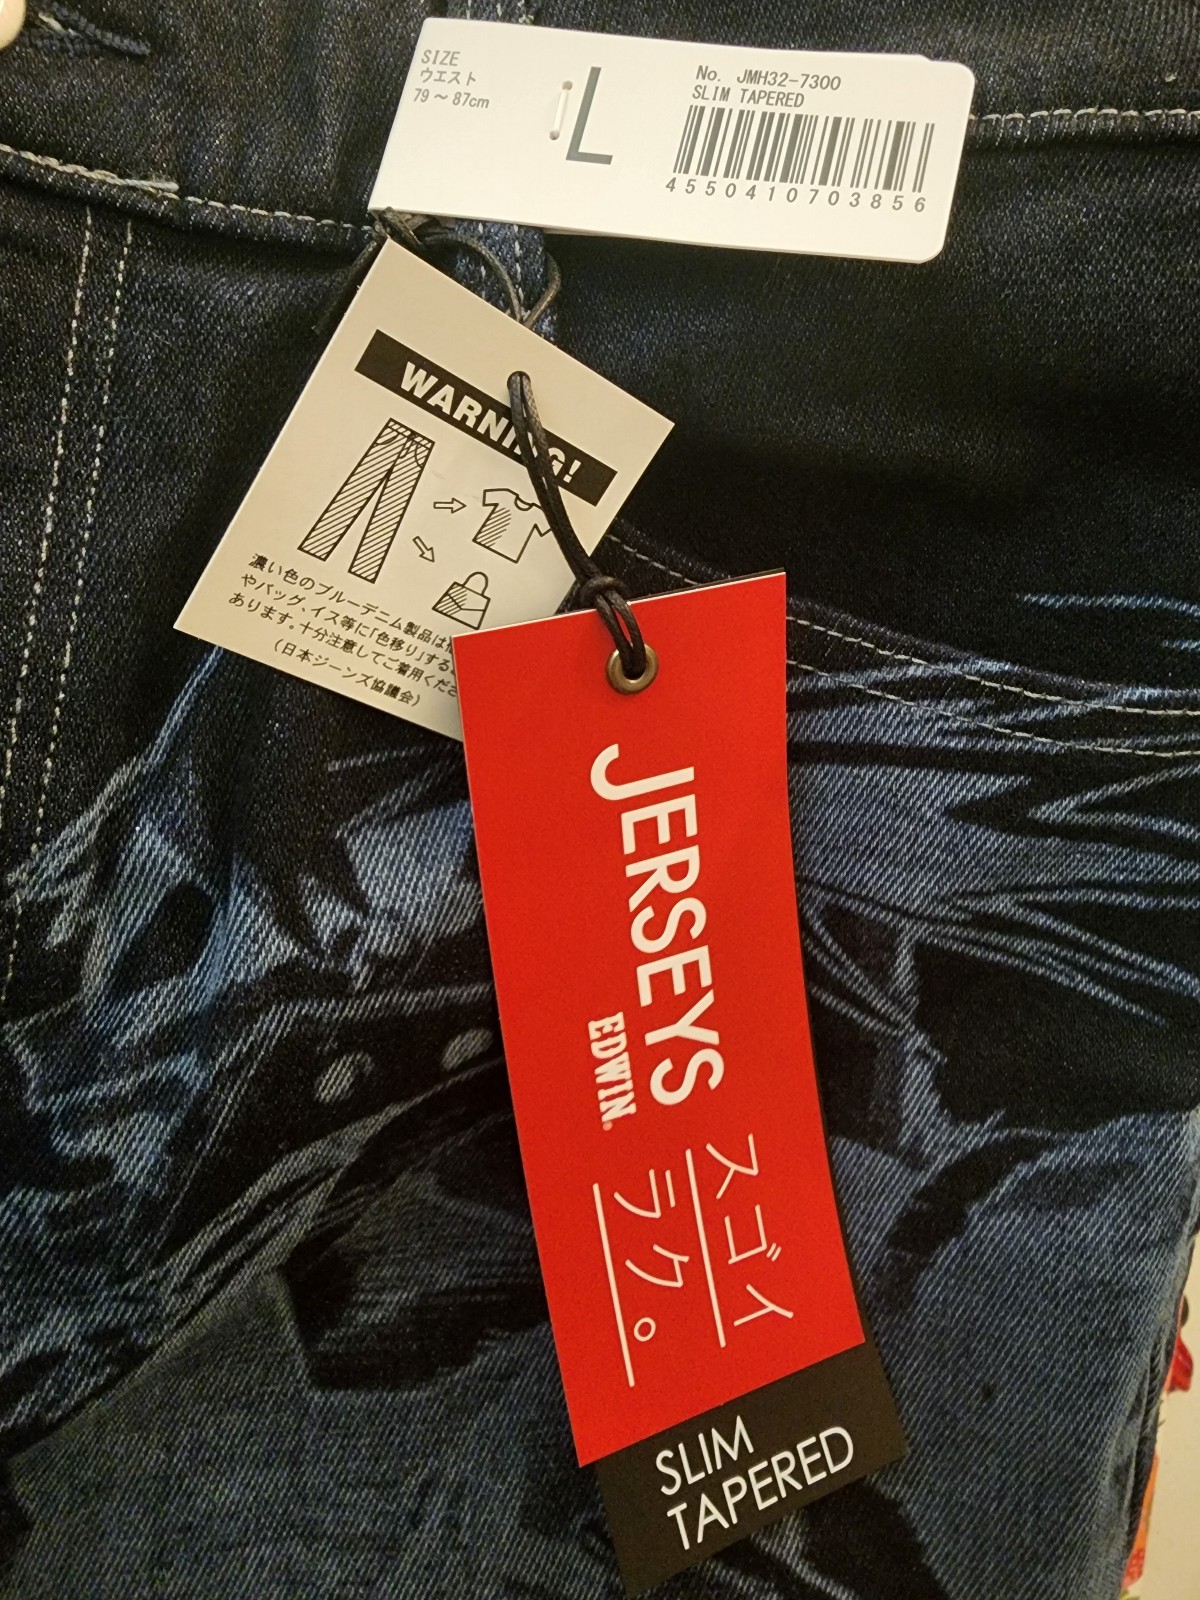 SIZE
ウエスト
79～87cm
L
No. JMH32-7300
SLIM TAPERED
4550410703856
WARNING!
濃い色のブルーデニム製品は
やバッグ、イス等に「色移り」する
あります。十分注意してご着用くださ
(日本ジーンズ協議会)
JERSEYS
EDWIN®
スゴイ
ラク。
SLIM
TAPERED